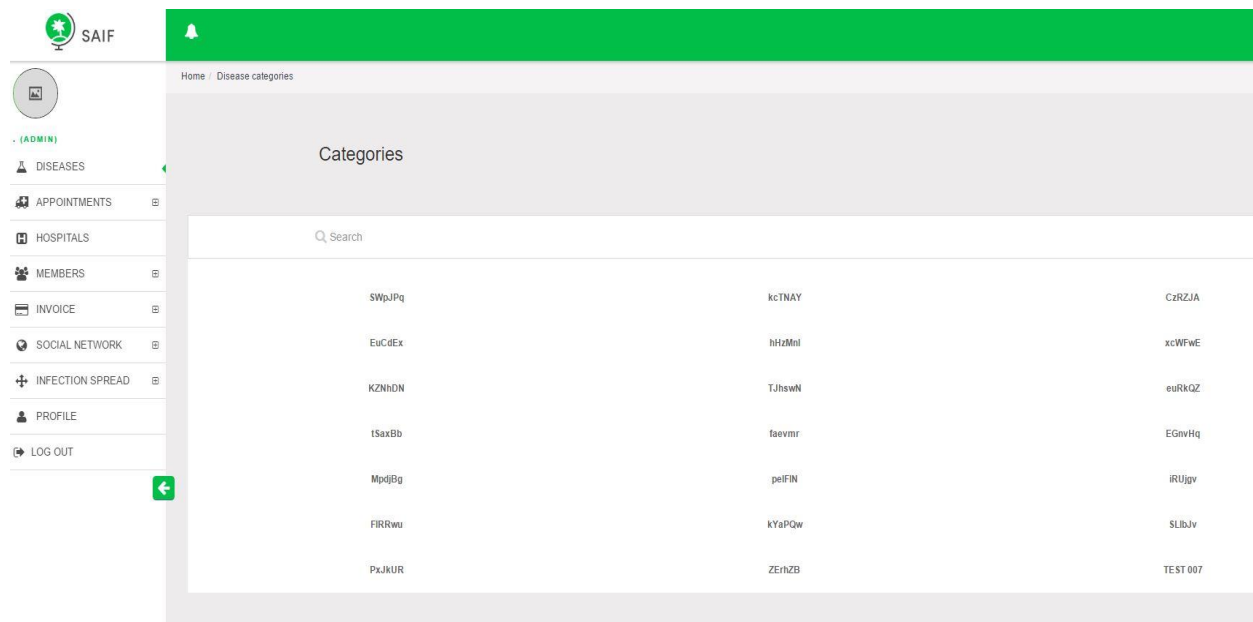 SAIF
Home / Disease categories
. (ADMIN)
DISEASES
APPOINTMENTS
HOSPITALS
MEMBERS
INVOICE
SOCIAL NETWORK
INFECTION SPREAD
PROFILE
LOG OUT
Categories
Search
SWpJPq kcTNAY CzRZJA
EuCdEx hHzMnI xcWFwE
KZNhDN TJhswN euRkQZ
tSaxBb faevmr EGnvHq
MpdjBg pelFIN iRUjgv
FIRRwu kYaPQw SLIbJv
PxJkUR ZErhZB TEST 007